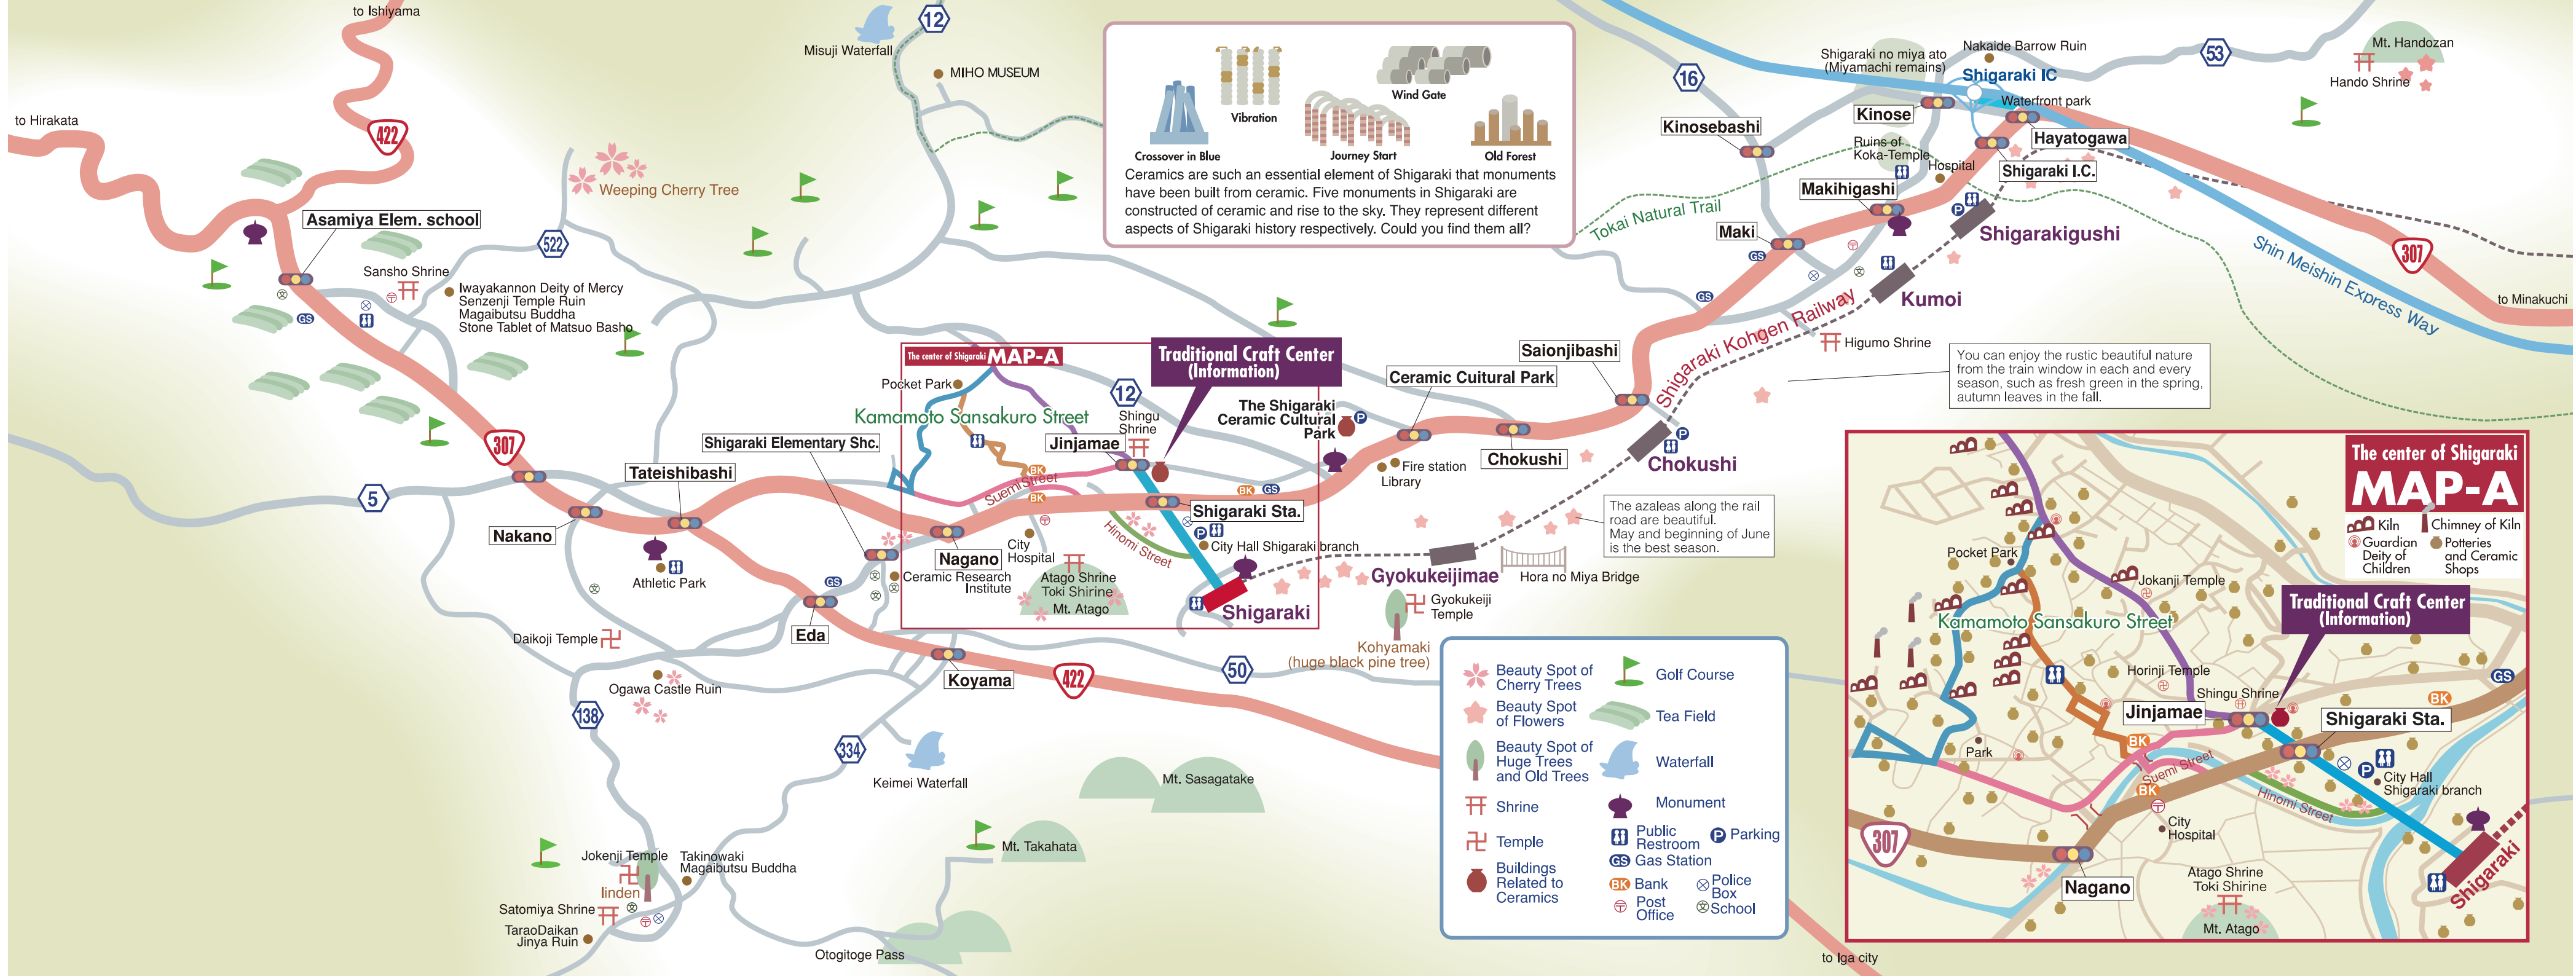 to Ishiyama
12
Misuji Waterfall
MIHO MUSEUM
to Hirakata
422
Weeping Cherry Tree
Asamiya Elem. school
522
Sansho Shrine
Iwayakannon Deity of Mercy
Senzenji Temple Ruin
Magaibutsu Buddha
Stone Tablet of Matsuo Basho
GS
Crossover in Blue
Vibration
Journey Start
Wind Gate
Old Forest
Ceramics are such an essential element of Shigaraki that monuments
have been built from ceramic. Five monuments in Shigaraki are
constructed of ceramic and rise to the sky. They represent different
aspects of Shigaraki history respectively. Could you find them all?
16
Shigaraki no miya ato
(Miyamachi remains)
Nakaide Barrow Ruin
Shigaraki IC
Waterfront park
53
Mt. Handozan
Hando Shrine
Kinosebashi
Kinose
Hayatogawa
Ruins of
Koka-Temple
Hospital
Shigaraki I.C.
Makihigashi
Tokai Natural Trail
Maki
GS
P
Shigarakigushi
307
Shin Meishin Express Way
to Minakuchi
Kumoi
GS
Shigaraki Kohgen Railway
Higumo Shrine
You can enjoy the rustic beautiful nature
from the train window in each and every
season, such as fresh green in the spring,
autumn leaves in the fall.
Saionjibashi
Ceramic Cuitural Park
Chokushi
P
Chokushi
The Shigaraki
Ceramic Cultural
Park
P
Fire station
Library
The center of Shigaraki MAP-A
Traditional Craft Center
(Information)
Pocket Park
12
Kamamoto Sansakuro Street
Shingu
Shrine
Jinjamae
Shigaraki Elementary Shc.
BK
Suemi Street
BK
BK
GS
Shigaraki Sta.
Hinomi Street
P
City Hall Shigaraki branch
City
Hospital
Nagano
Ceramic Research
Institute
Atago Shrine
Toki Shirine
Mt. Atago
Shigaraki
The azaleas along the rail
road are beautiful.
May and beginning of June
is the best season.
Gyokukeijimae
Hora no Miya Bridge
Gyokukeiji
Temple
Kohyamaki
(huge black pine tree)
307
5
Tateishibashi
Nakano
Athletic Park
GS
Eda
Daikoji Temple
Ogawa Castle Ruin
138
Koyama
422
50
334
Keimei Waterfall
Mt. Sasagatake
Mt. Takahata
Jokenji Temple
linden
Takinowaki
Magaibutsu Buddha
Satomiya Shrine
TaraoDaikan
Jinya Ruin
Otogitoge Pass
to Iga city
Beauty Spot of
Cherry Trees
Golf Course
Beauty Spot
of Flowers
Tea Field
Beauty Spot of
Huge Trees
and Old Trees
Waterfall
Shrine
Monument
Temple
Public
Restroom
P Parking
GS Gas Station
Buildings
Related to
Ceramics
BK Bank
Police
Box
Post
Office
School
The center of Shigaraki
MAP-A
Kiln
Chimney of Kiln
Guardian
Deity of
Children
Potteries
and Ceramic
Shops
Pocket Park
Jokanji Temple
Traditional Craft Center
(Information)
Kamamoto Sansakuro Street
Horinji Temple
Shingu Shrine
GS
BK
Jinjamae
Shigaraki Sta.
Park
BK
Suemi Street
BK
P
City Hall
Shigaraki branch
Hinomi Street
City
Hospital
307
Nagano
Atago Shrine
Toki Shirine
Mt. Atago
Shigaraki